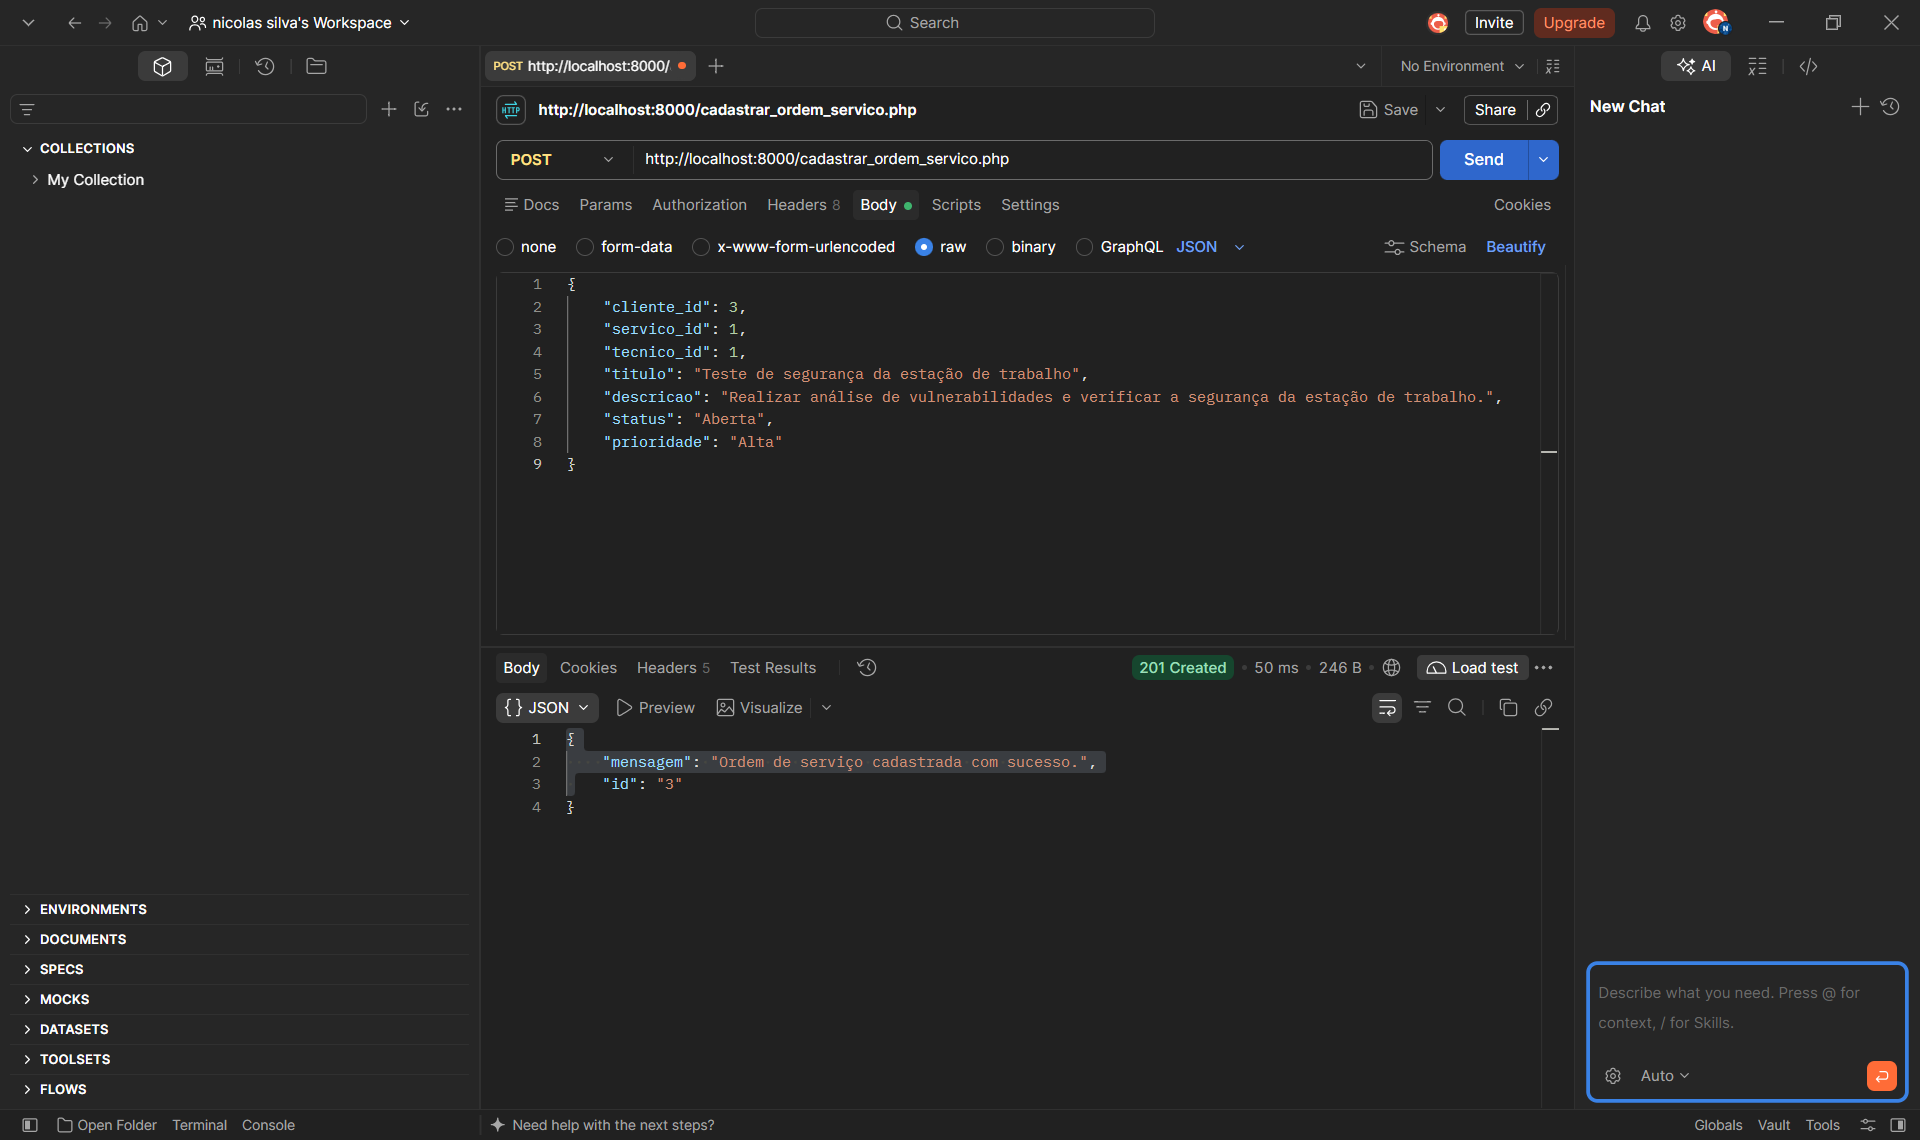 nicolas silva's Workspace
Search
Invite
Upgrade
N
POST http://localhost:8000/
No Environment
AI
HTTP
http://localhost:8000/cadastrar_ordem_servico.php
Save
Share
New Chat
COLLECTIONS
My Collection
POST
http://localhost:8000/cadastrar_ordem_servico.php
Send
Docs
Params
Authorization
Headers 8
Body
Scripts
Settings
Cookies
none
form-data
x-www-form-urlencoded
raw
binary
GraphQL
JSON
Schema
Beautify
1 {
2 "cliente_id": 3,
3 "servico_id": 1,
4 "tecnico_id": 1,
5 "titulo": "Teste de segurança da estação de trabalho",
6 "descricao": "Realizar análise de vulnerabilidades e verificar a segurança da estação de trabalho.",
7 "status": "Aberta",
8 "prioridade": "Alta"
9 }
Body
Cookies
Headers 5
Test Results
201 Created
50 ms
246 B
Load test
{} JSON
Preview
Visualize
1 {
2 "mensagem": "Ordem de serviço cadastrada com sucesso.",
3 "id": "3"
4 }
ENVIRONMENTS
DOCUMENTS
SPECS
MOCKS
DATASETS
TOOLSETS
FLOWS
Describe what you need. Press @ for
context, / for Skills.
Auto
Open Folder
Terminal
Console
Need help with the next steps?
Globals
Vault
Tools